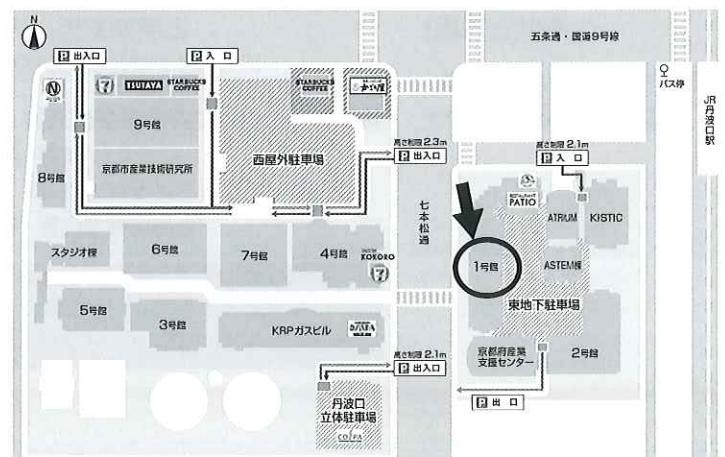 N
五条通・国道9号線
P 出入口
P 入 口
バス停
JR丹波口駅
7
TSUTAYA
STARBUCKS COFFEE
STARBUCKS COFFEE
9号館
8号館
京都市産業技術研究所
西屋外駐車場
高さ制限 2.3m
P 出入口
高さ制限 2.1m
P 入 口
七本松通
RESTAURANT
PATIO
ATRIUM
KISTIC
スタジオ棟
6号館
7号館
4号館
KOKORO
7
1号館
ASTEM棟
東地下駐車場
5号館
3号館
KRPガスビル
京都府産業
支援センター
2号館
高さ制限 2.1m
P 出入口
P 出 口
丹波口
立体駐車場